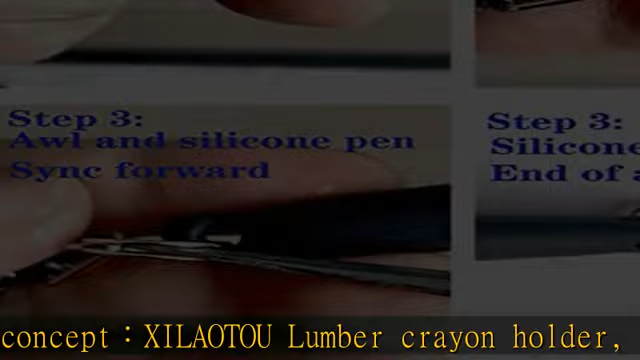 Step 3:
Awl and silicone pen
Sync forward
Step 3:
Silicone
End of a
concept：XILAOTOU Lumber crayon holder,